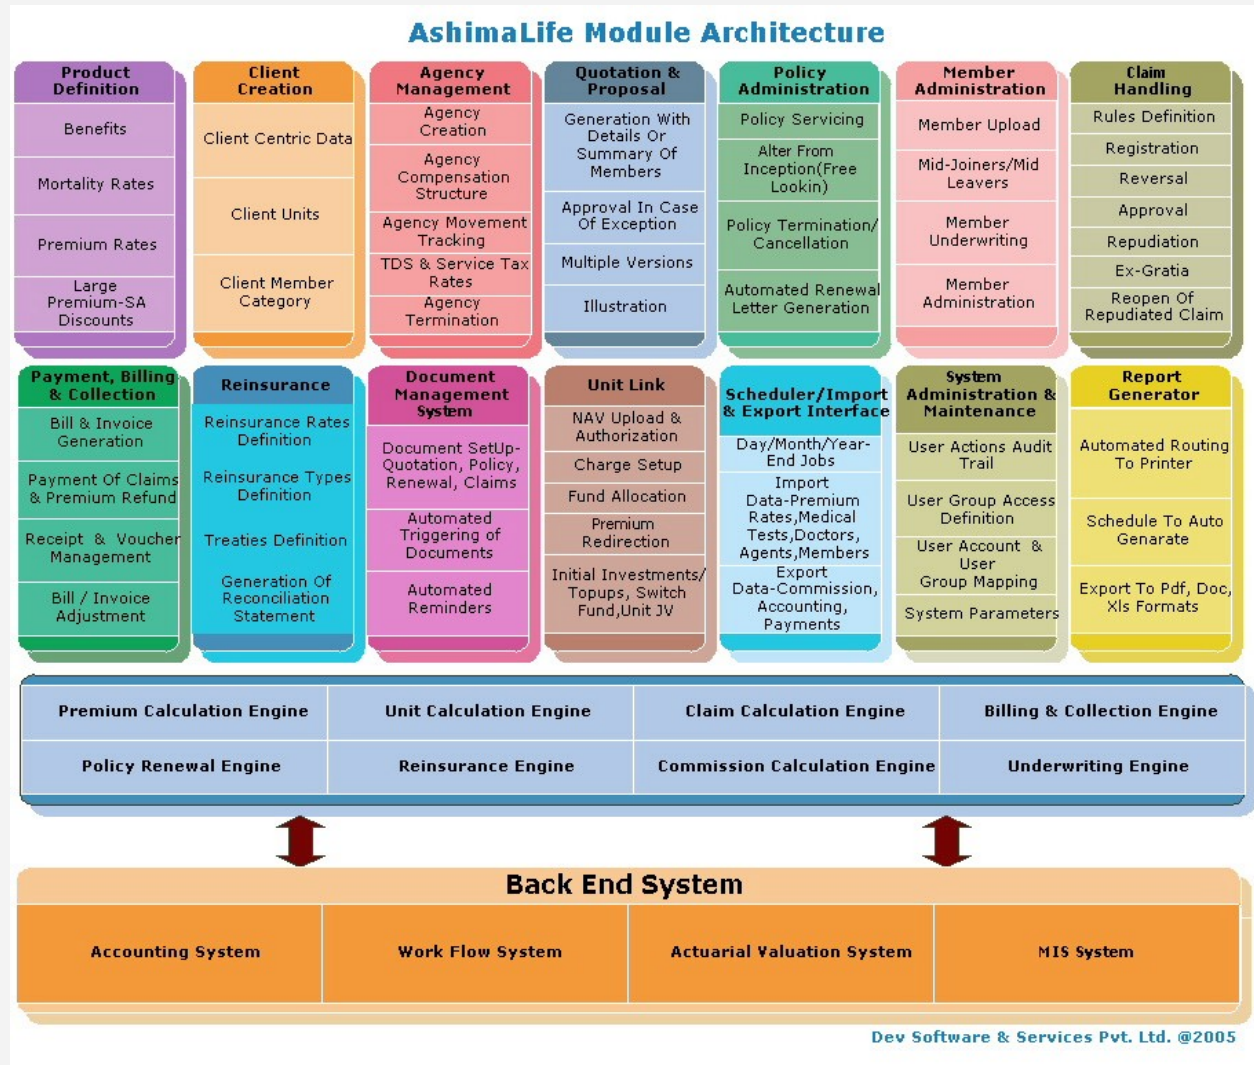 AshimaLife Module Architecture
Product
Definition
Benefits
Mortality Rates
Premium Rates
Large
Premium-SA
Discounts
Client
Creation
Client Centric Data
Client Units
Client Member
Category
Agency
Management
Agency
Creation
Agency
Compensation
Structure
Agency Movement
Tracking
TDS & Service Tax
Rates
Agency
Termination
Quotation &
Proposal
Generation With
Details Or
Summary Of
Members
Approval In Case
Of Exception
Multiple Versions
Illustration
Policy
Administration
Policy Servicing
Alter From
Inception(Free
Lookin)
Policy Termination/
Cancellation
Automated Renewal
Letter Generation
Member
Administration
Member Upload
Mid-Joiners/Mid
Leavers
Member
Underwriting
Member
Administration
Claim
Handling
Rules Definition
Registration
Reversal
Approval
Repudiation
Ex-Gratia
Reopen Of
Repudiated Claim
Payment, Billing
& Collection
Bill & Invoice
Generation
Payment Of Claims
& Premium Refund
Receipt & Voucher
Management
Bill / Invoice
Adjustment
Reinsurance
Reinsurance Rates
Definition
Reinsurance Types
Definition
Treaties Definition
Generation Of
Reconciliation
Statement
Document
Management
System
Document SetUp-
Quotation, Policy,
Renewal, Claims
Automated
Triggering of
Documents
Automated
Reminders
Unit Link
NAV Upload &
Authorization
Charge Setup
Fund Allocation
Premium
Redirection
Initial Investments/
Topups, Switch
Fund,Unit JV
Scheduler/Import
& Export Interface
Day/Month/Year-
End Jobs
Import
Data-Premium
Rates,Medical
Tests,Doctors,
Agents,Members
Export
Data-Commission,
Accounting,
Payments
System
Administration &
Maintenance
User Actions Audit
Trail
User Group Access
Definition
User Account &
User
Group Mapping
System Parameters
Report
Generator
Automated Routing
To Printer
Schedule To Auto
Genarate
Export To Pdf, Doc,
Xls Formats
Premium Calculation Engine
Unit Calculation Engine
Claim Calculation Engine
Billing & Collection Engine
Policy Renewal Engine
Reinsurance Engine
Commission Calculation Engine
Underwriting Engine
Back End System
Accounting System
Work Flow System
Actuarial Valuation System
MIS System
Dev Software & Services Pvt. Ltd. @2005